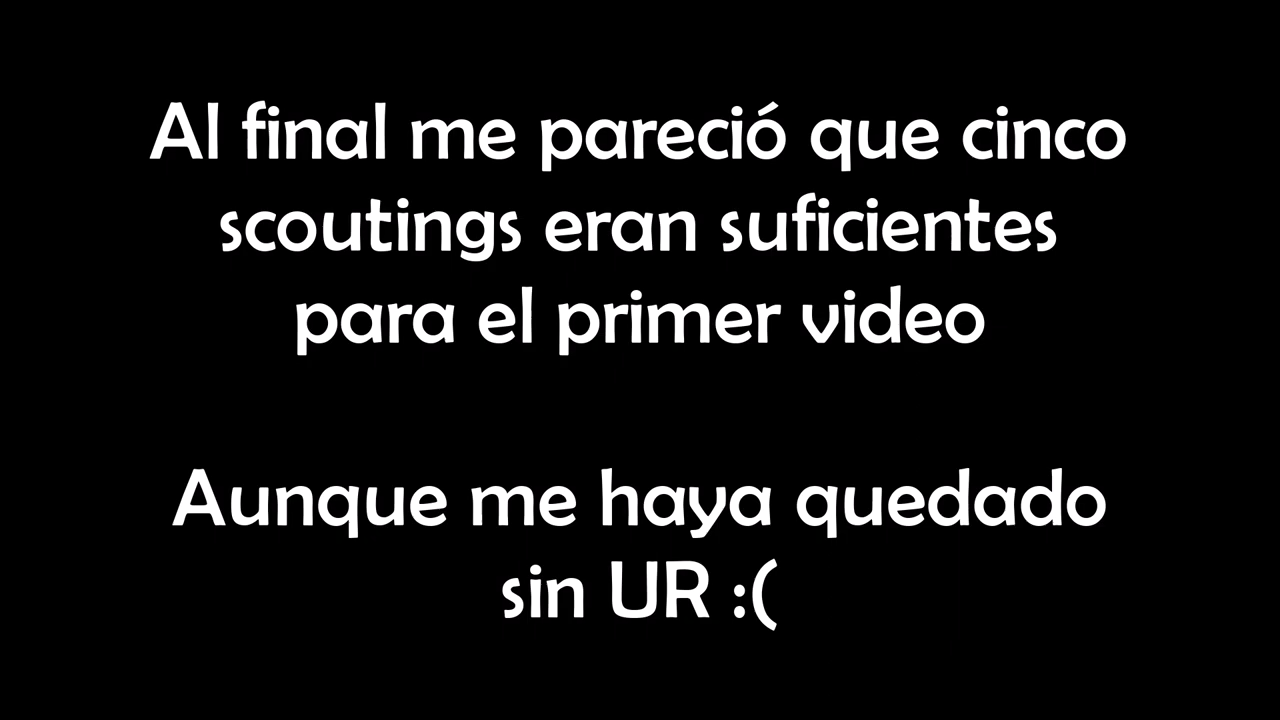 Al final me pareció que cinco
scoutings eran suficientes
para el primer video
Aunque me haya quedado
sin UR :(